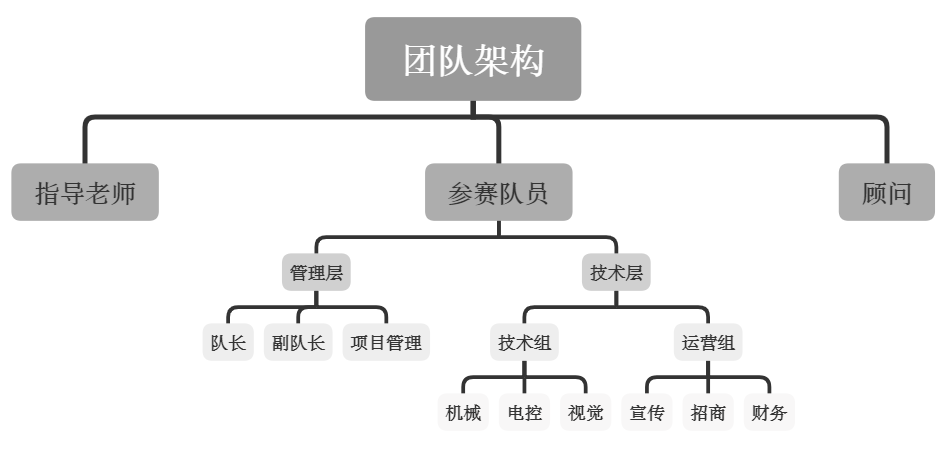 团队架构
指导老师
参赛队员
顾问
管理层
技术层
队长
副队长
项目管理
技术组
运营组
机械
电控
视觉
宣传
招商
财务